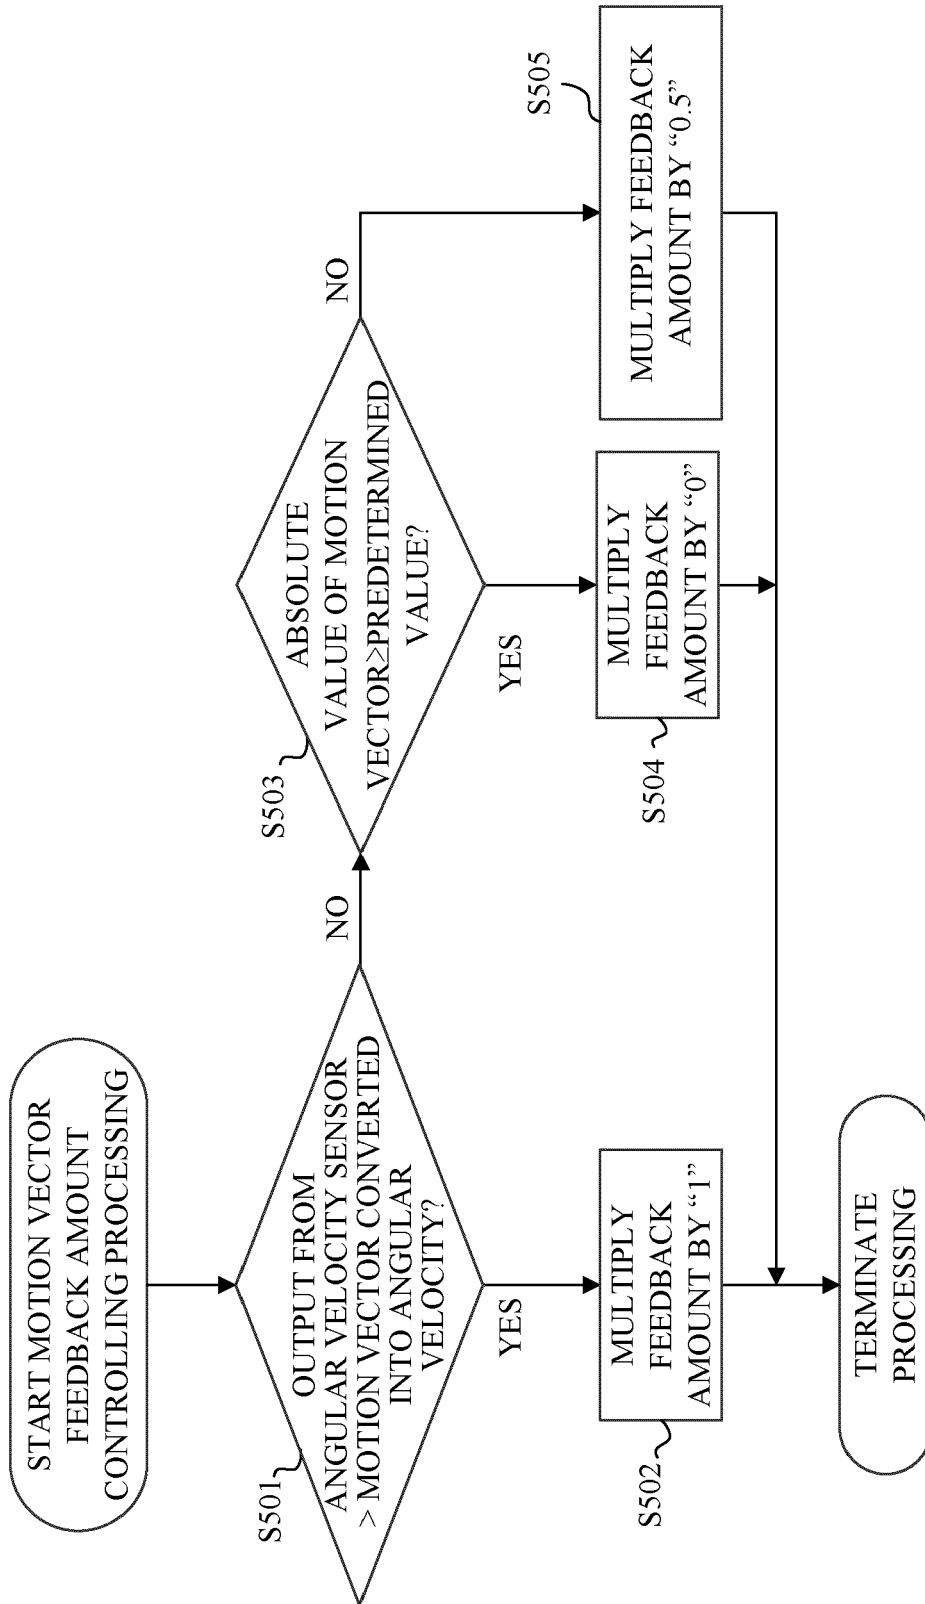 START MOTION VECTOR
FEEDBACK AMOUNT
CONTROLLING PROCESSING
S501
OUTPUT FROM
ANGULAR VELOCITY SENSOR
> MOTION VECTOR CONVERTED
INTO ANGULAR
VELOCITY?
NO
YES
S503
ABSOLUTE
VALUE OF MOTION
VECTOR≥PREDETERMINED
VALUE?
NO
YES
S502
MULTIPLY
FEEDBACK
AMOUNT BY “1”
S504
MULTIPLY
FEEDBACK
AMOUNT BY “0”
S505
MULTIPLY FEEDBACK
AMOUNT BY “0.5”
TERMINATE
PROCESSING